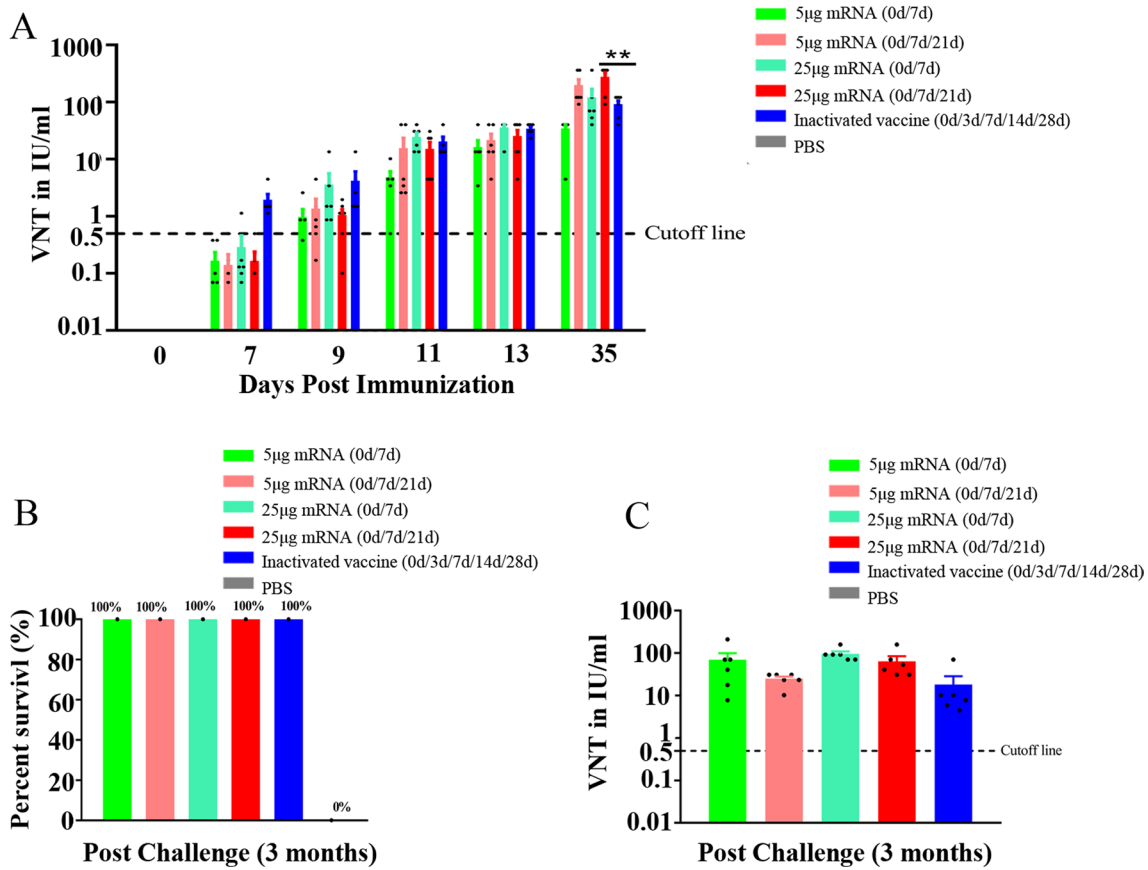 A
5μg mRNA (0d/7d)
5μg mRNA (0d/7d/21d)
25μg mRNA (0d/7d)
25μg mRNA (0d/7d/21d)
Inactivated vaccine (0d/3d/7d/14d/28d)
PBS
**
VNT in IU/ml
1000
100
10
1
0.5
0.1
0.01
Cutoff line
0 7 9 11 13 35
Days Post Immunization
B
5μg mRNA (0d/7d)
5μg mRNA (0d/7d/21d)
25μg mRNA (0d/7d)
25μg mRNA (0d/7d/21d)
Inactivated vaccine (0d/3d/7d/14d/28d)
PBS
Percent survivl (%)
100
80
60
40
20
0
100% 100% 100% 100% 100% 0%
Post Challenge (3 months)
C
5μg mRNA (0d/7d)
5μg mRNA (0d/7d/21d)
25μg mRNA (0d/7d)
25μg mRNA (0d/7d/21d)
Inactivated vaccine (0d/3d/7d/14d/28d)
PBS
VNT in IU/ml
1000
100
10
1
0.5
0.1
0.01
Cutoff line
Post Challenge (3 months)